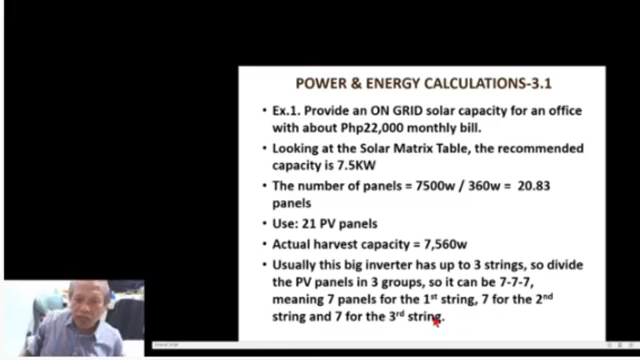 POWER & ENERGY CALCULATIONS-3.1
• Ex.1. Provide an ON GRID solar capacity for an office
with about Php22,000 monthly bill.
• Looking at the Solar Matrix Table, the recommended
capacity is 7.5KW
• The number of panels = 7500w / 360w = 20.83
panels
• Use: 21 PV panels
• Actual harvest capacity = 7,560w
• Usually this big inverter has up to 3 strings, so divide
the PV panels in 3 groups, so it can be 7-7-7,
meaning 7 panels for the 1st string, 7 for the 2nd
string and 7 for the 3rd string.